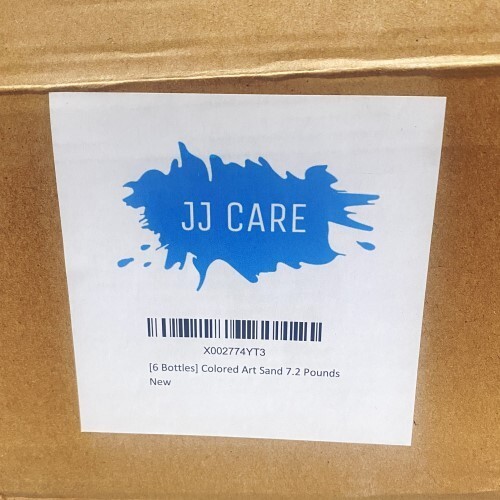 JJ CARE
X002774YT3
[6 Bottles] Colored Art Sand 7.2 Pounds
New